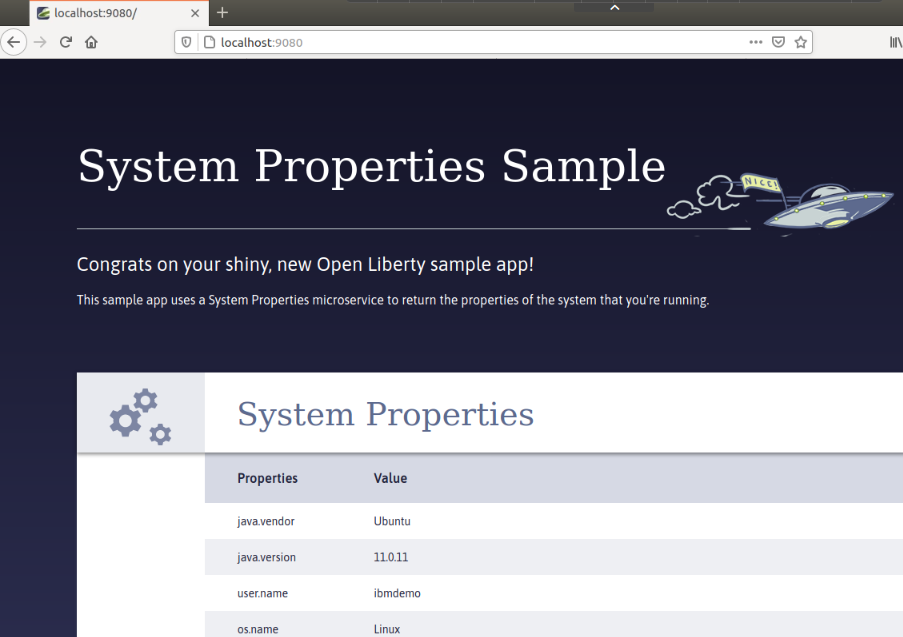 localhost:9080/
localhost:9080
System Properties Sample
NICE!
Congrats on your shiny, new Open Liberty sample app!
This sample app uses a System Properties microservice to return the properties of the system that you're running.
System Properties
Properties Value
java.vendor Ubuntu
java.version 11.0.11
user.name ibmdemo
os.name Linux